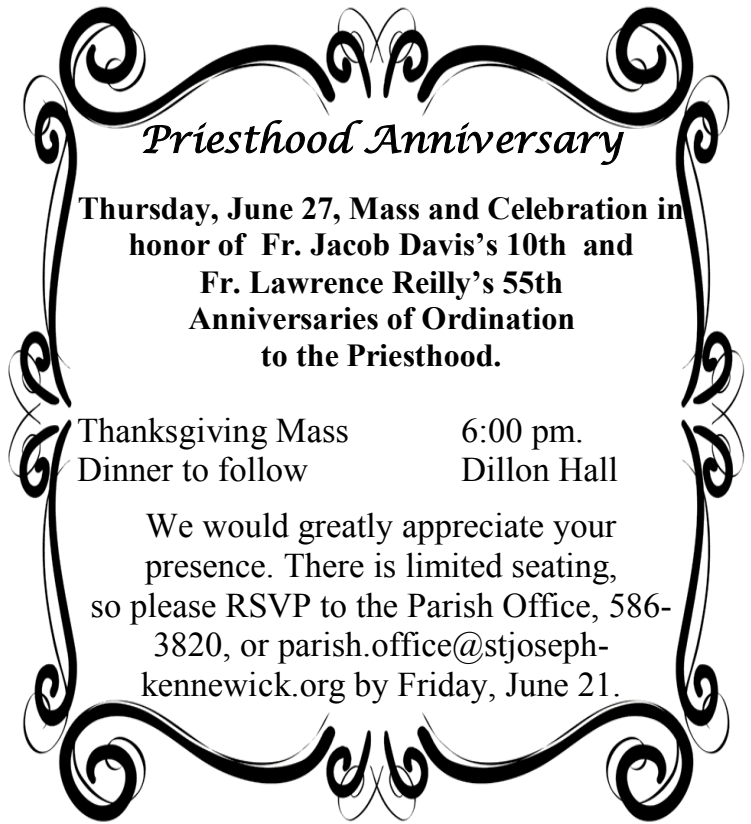 Priesthood Anniversary
Thursday, June 27, Mass and Celebration in
honor of Fr. Jacob Davis’s 10th and
Fr. Lawrence Reilly’s 55th
Anniversaries of Ordination
to the Priesthood.
Thanksgiving Mass 6:00 pm.
Dinner to follow Dillon Hall
We would greatly appreciate your
presence. There is limited seating,
so please RSVP to the Parish Office, 586-
3820, or parish.office@stjoseph-
kennewick.org by Friday, June 21.